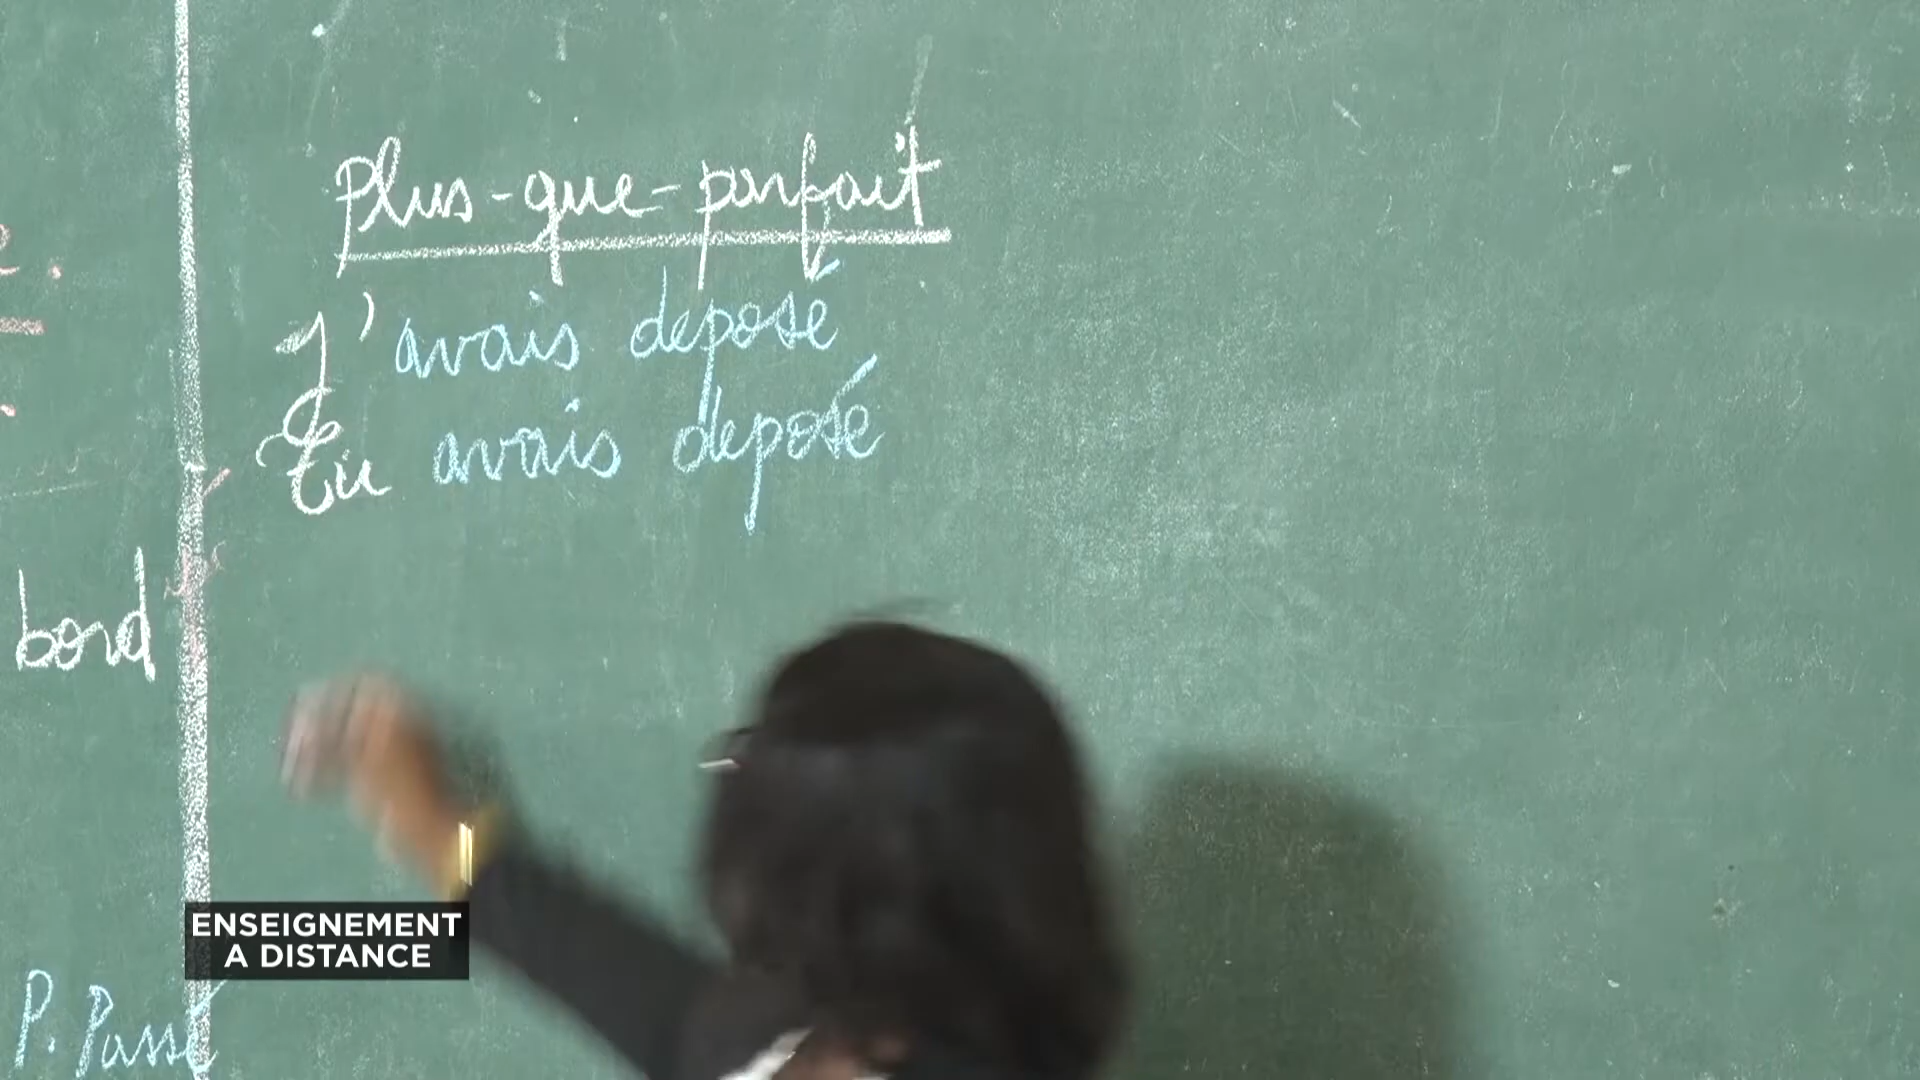 Plus-que-parfait
J'avais deposé
Tu avais deposé
bord
P. Passé
ENSEIGNEMENT
A DISTANCE